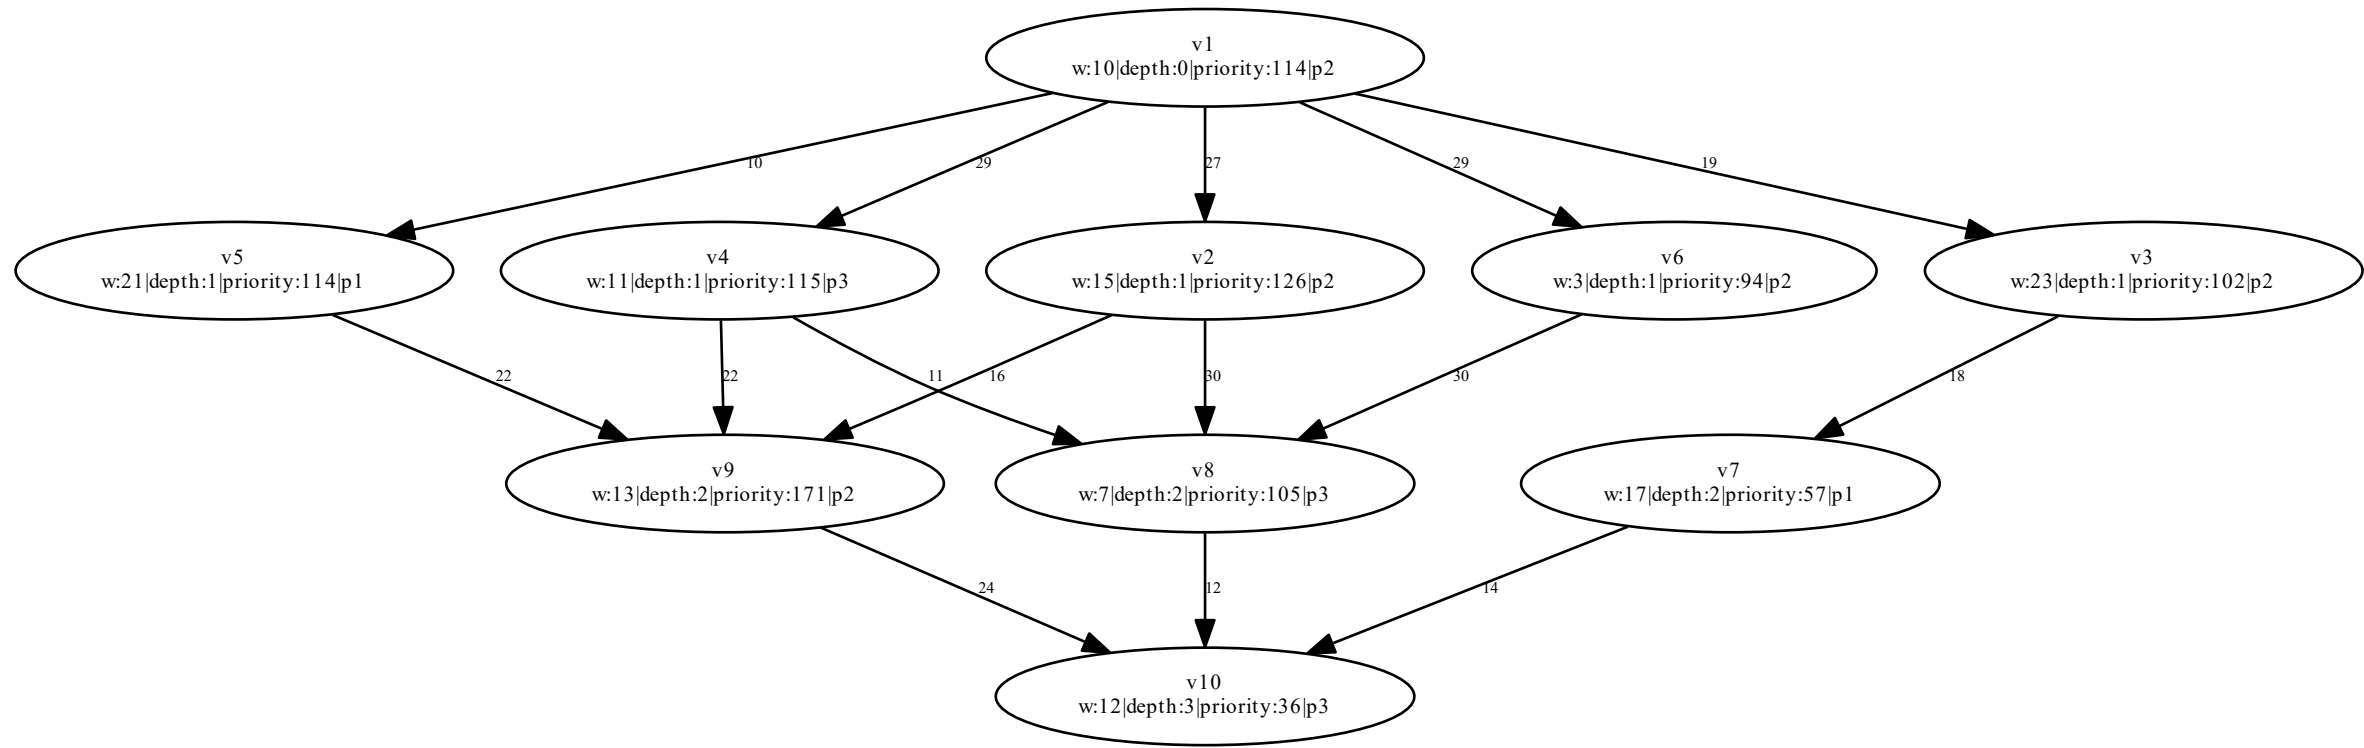 v1
w:10|depth:0|priority:114|p2
10
29
27
29
19
v5
w:21|depth:1|priority:114|p1
v4
w:11|depth:1|priority:115|p3
v2
w:15|depth:1|priority:126|p2
v6
w:3|depth:1|priority:94|p2
v3
w:23|depth:1|priority:102|p2
22
22
11
16
30
30
18
v9
w:13|depth:2|priority:171|p2
v8
w:7|depth:2|priority:105|p3
v7
w:17|depth:2|priority:57|p1
24
12
14
v10
w:12|depth:3|priority:36|p3